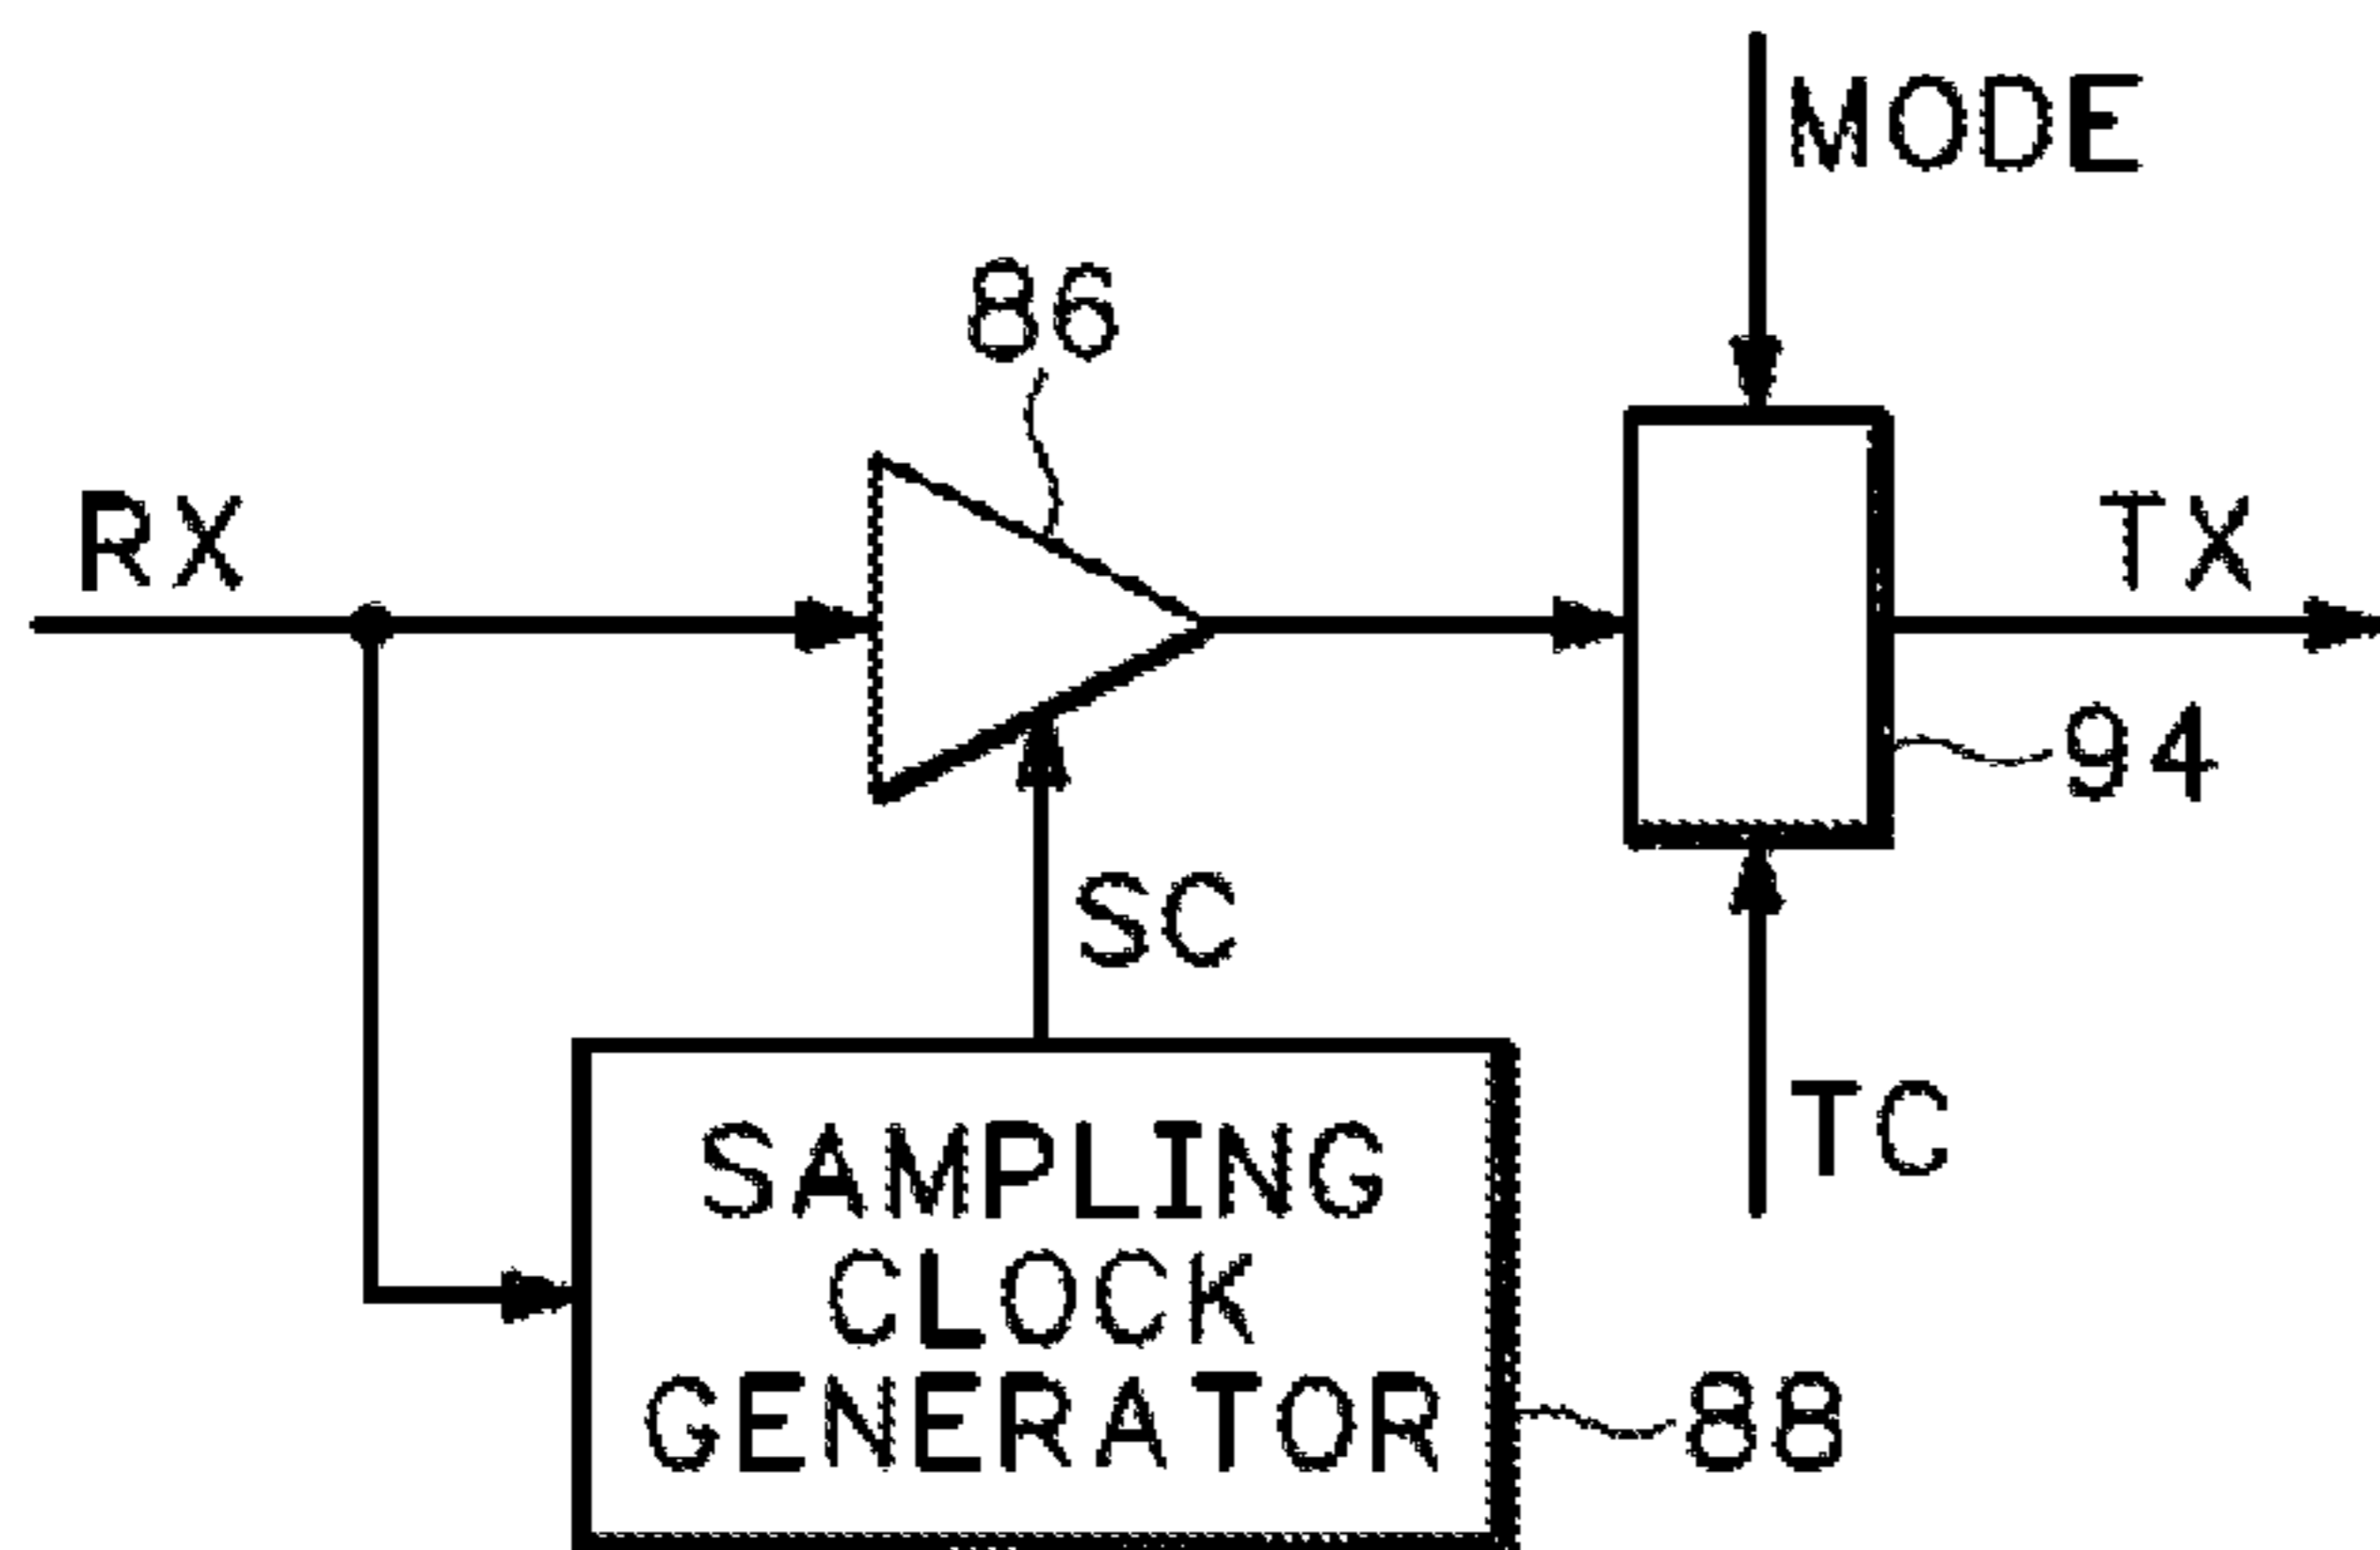 MODE
86
RX
TX
94
SC
TC
SAMPLING
CLOCK
GENERATOR
88